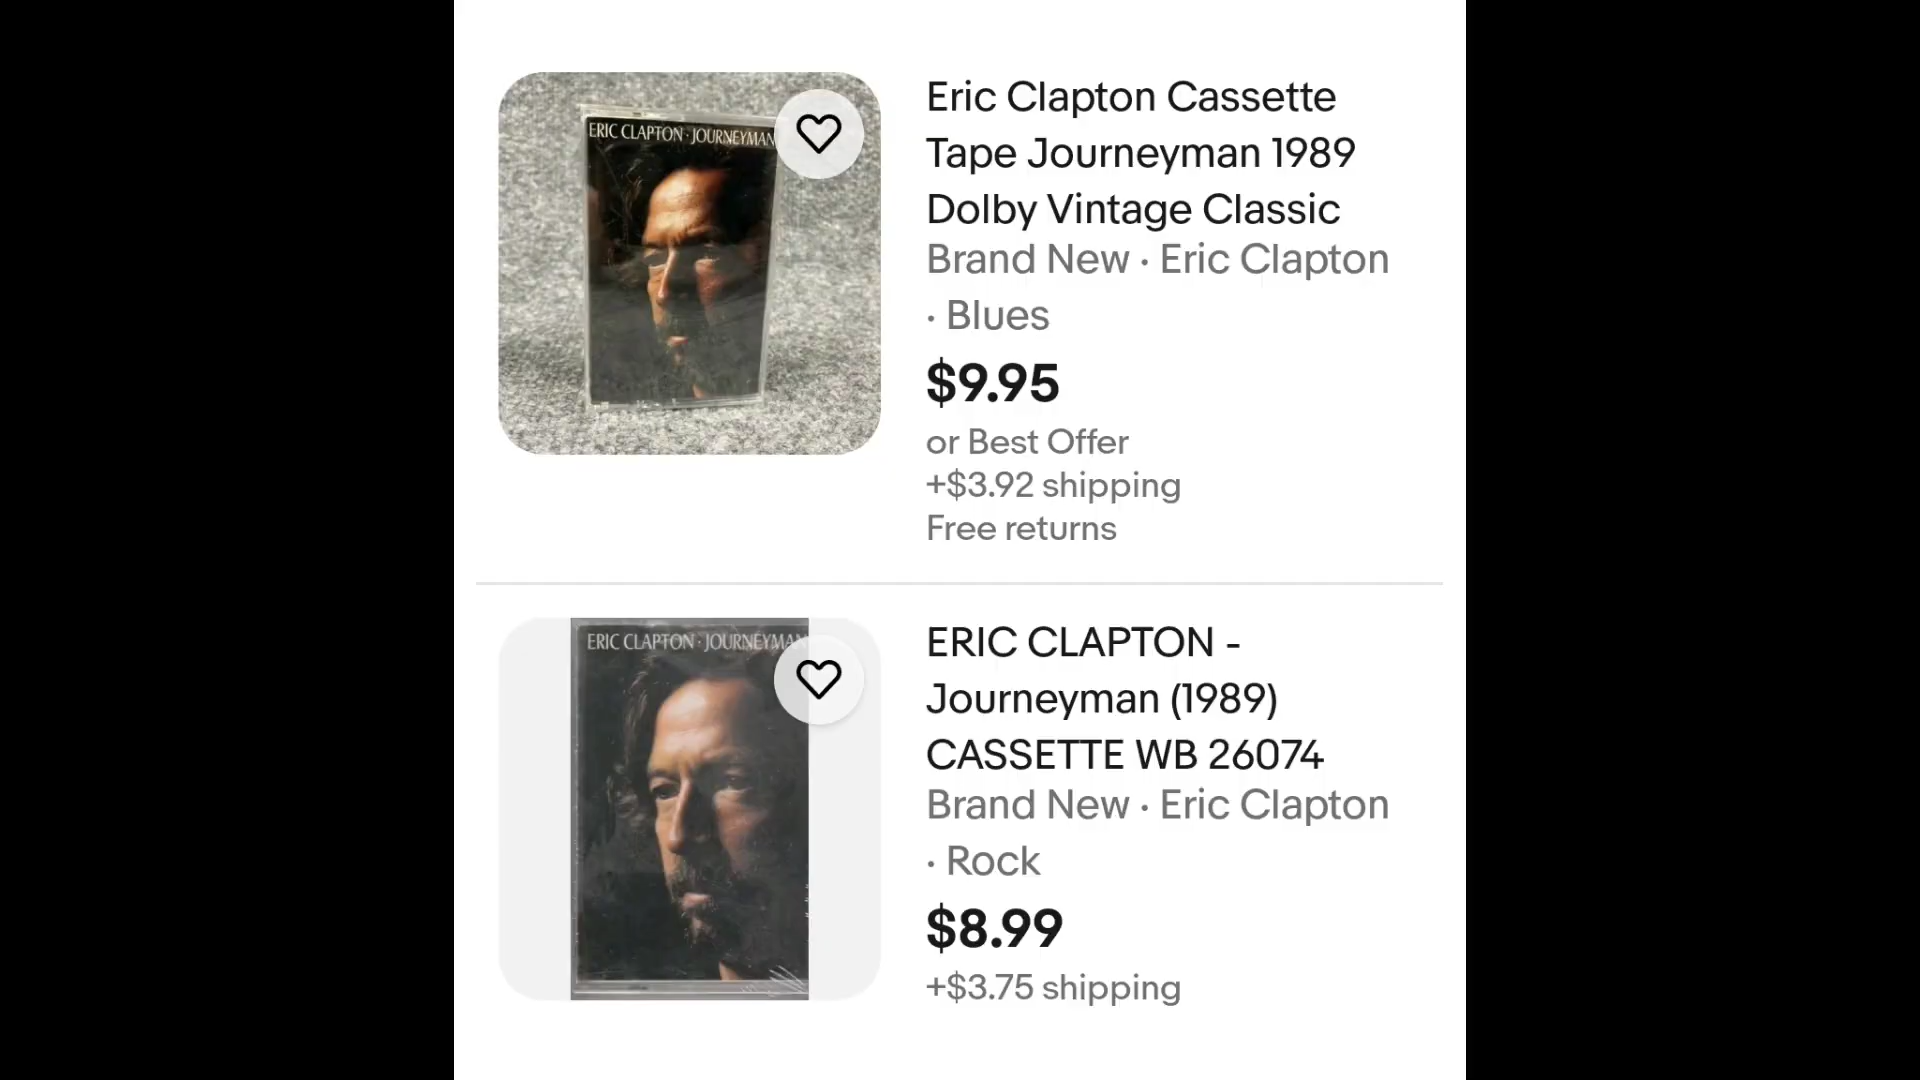 ERIC CLAPTON · JOURNEYMAN
Eric Clapton Cassette
Tape Journeyman 1989
Dolby Vintage Classic
Brand New · Eric Clapton
· Blues
$9.95
or Best Offer
+$3.92 shipping
Free returns
ERIC CLAPTON · JOURNEYMAN
ERIC CLAPTON -
Journeyman (1989)
CASSETTE WB 26074
Brand New · Eric Clapton
· Rock
$8.99
+$3.75 shipping